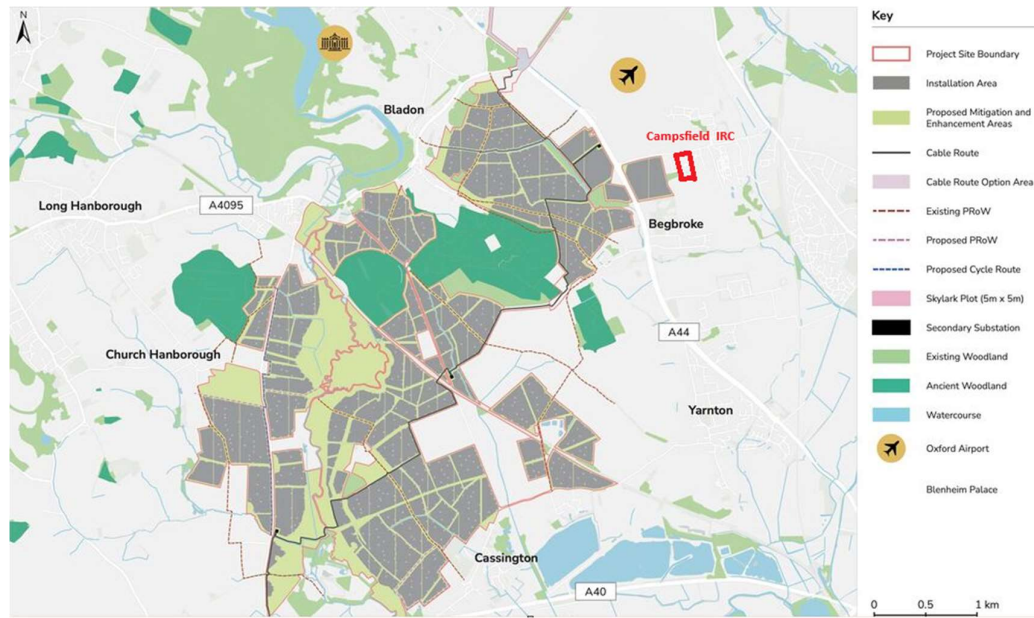 N
Bladon
Campsfield IRC
Long Hanborough
A4095
Begbroke
A44
Church Hanborough
Yarnton
Cassington
A40
Key
Project Site Boundary
Installation Area
Proposed Mitigation and
Enhancement Areas
Cable Route
Cable Route Option Area
Existing PRoW
Proposed PRoW
Proposed Cycle Route
Skylark Plot (5m x 5m)
Secondary Substation
Existing Woodland
Ancient Woodland
Watercourse
Oxford Airport
Blenheim Palace
0 0.5 1 km